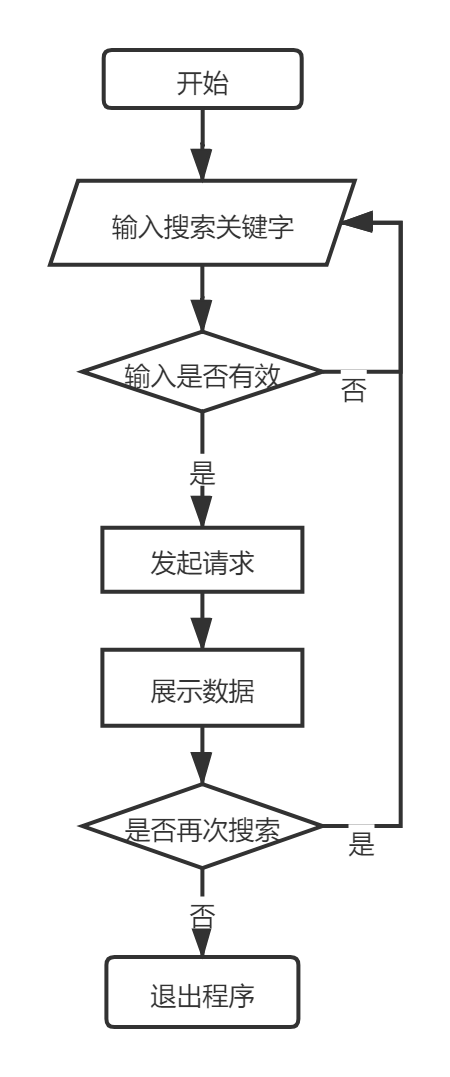 开始
输入搜索关键字
输入是否有效
否
是
发起请求
展示数据
是否再次搜索
是
否
退出程序